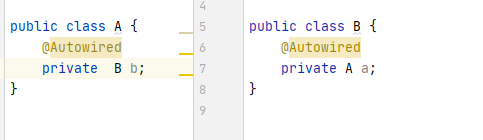 public class A {
@Autowired
private  B b;
}
4
5
6
7
8
9
public class B {
@Autowired
private A a;
}